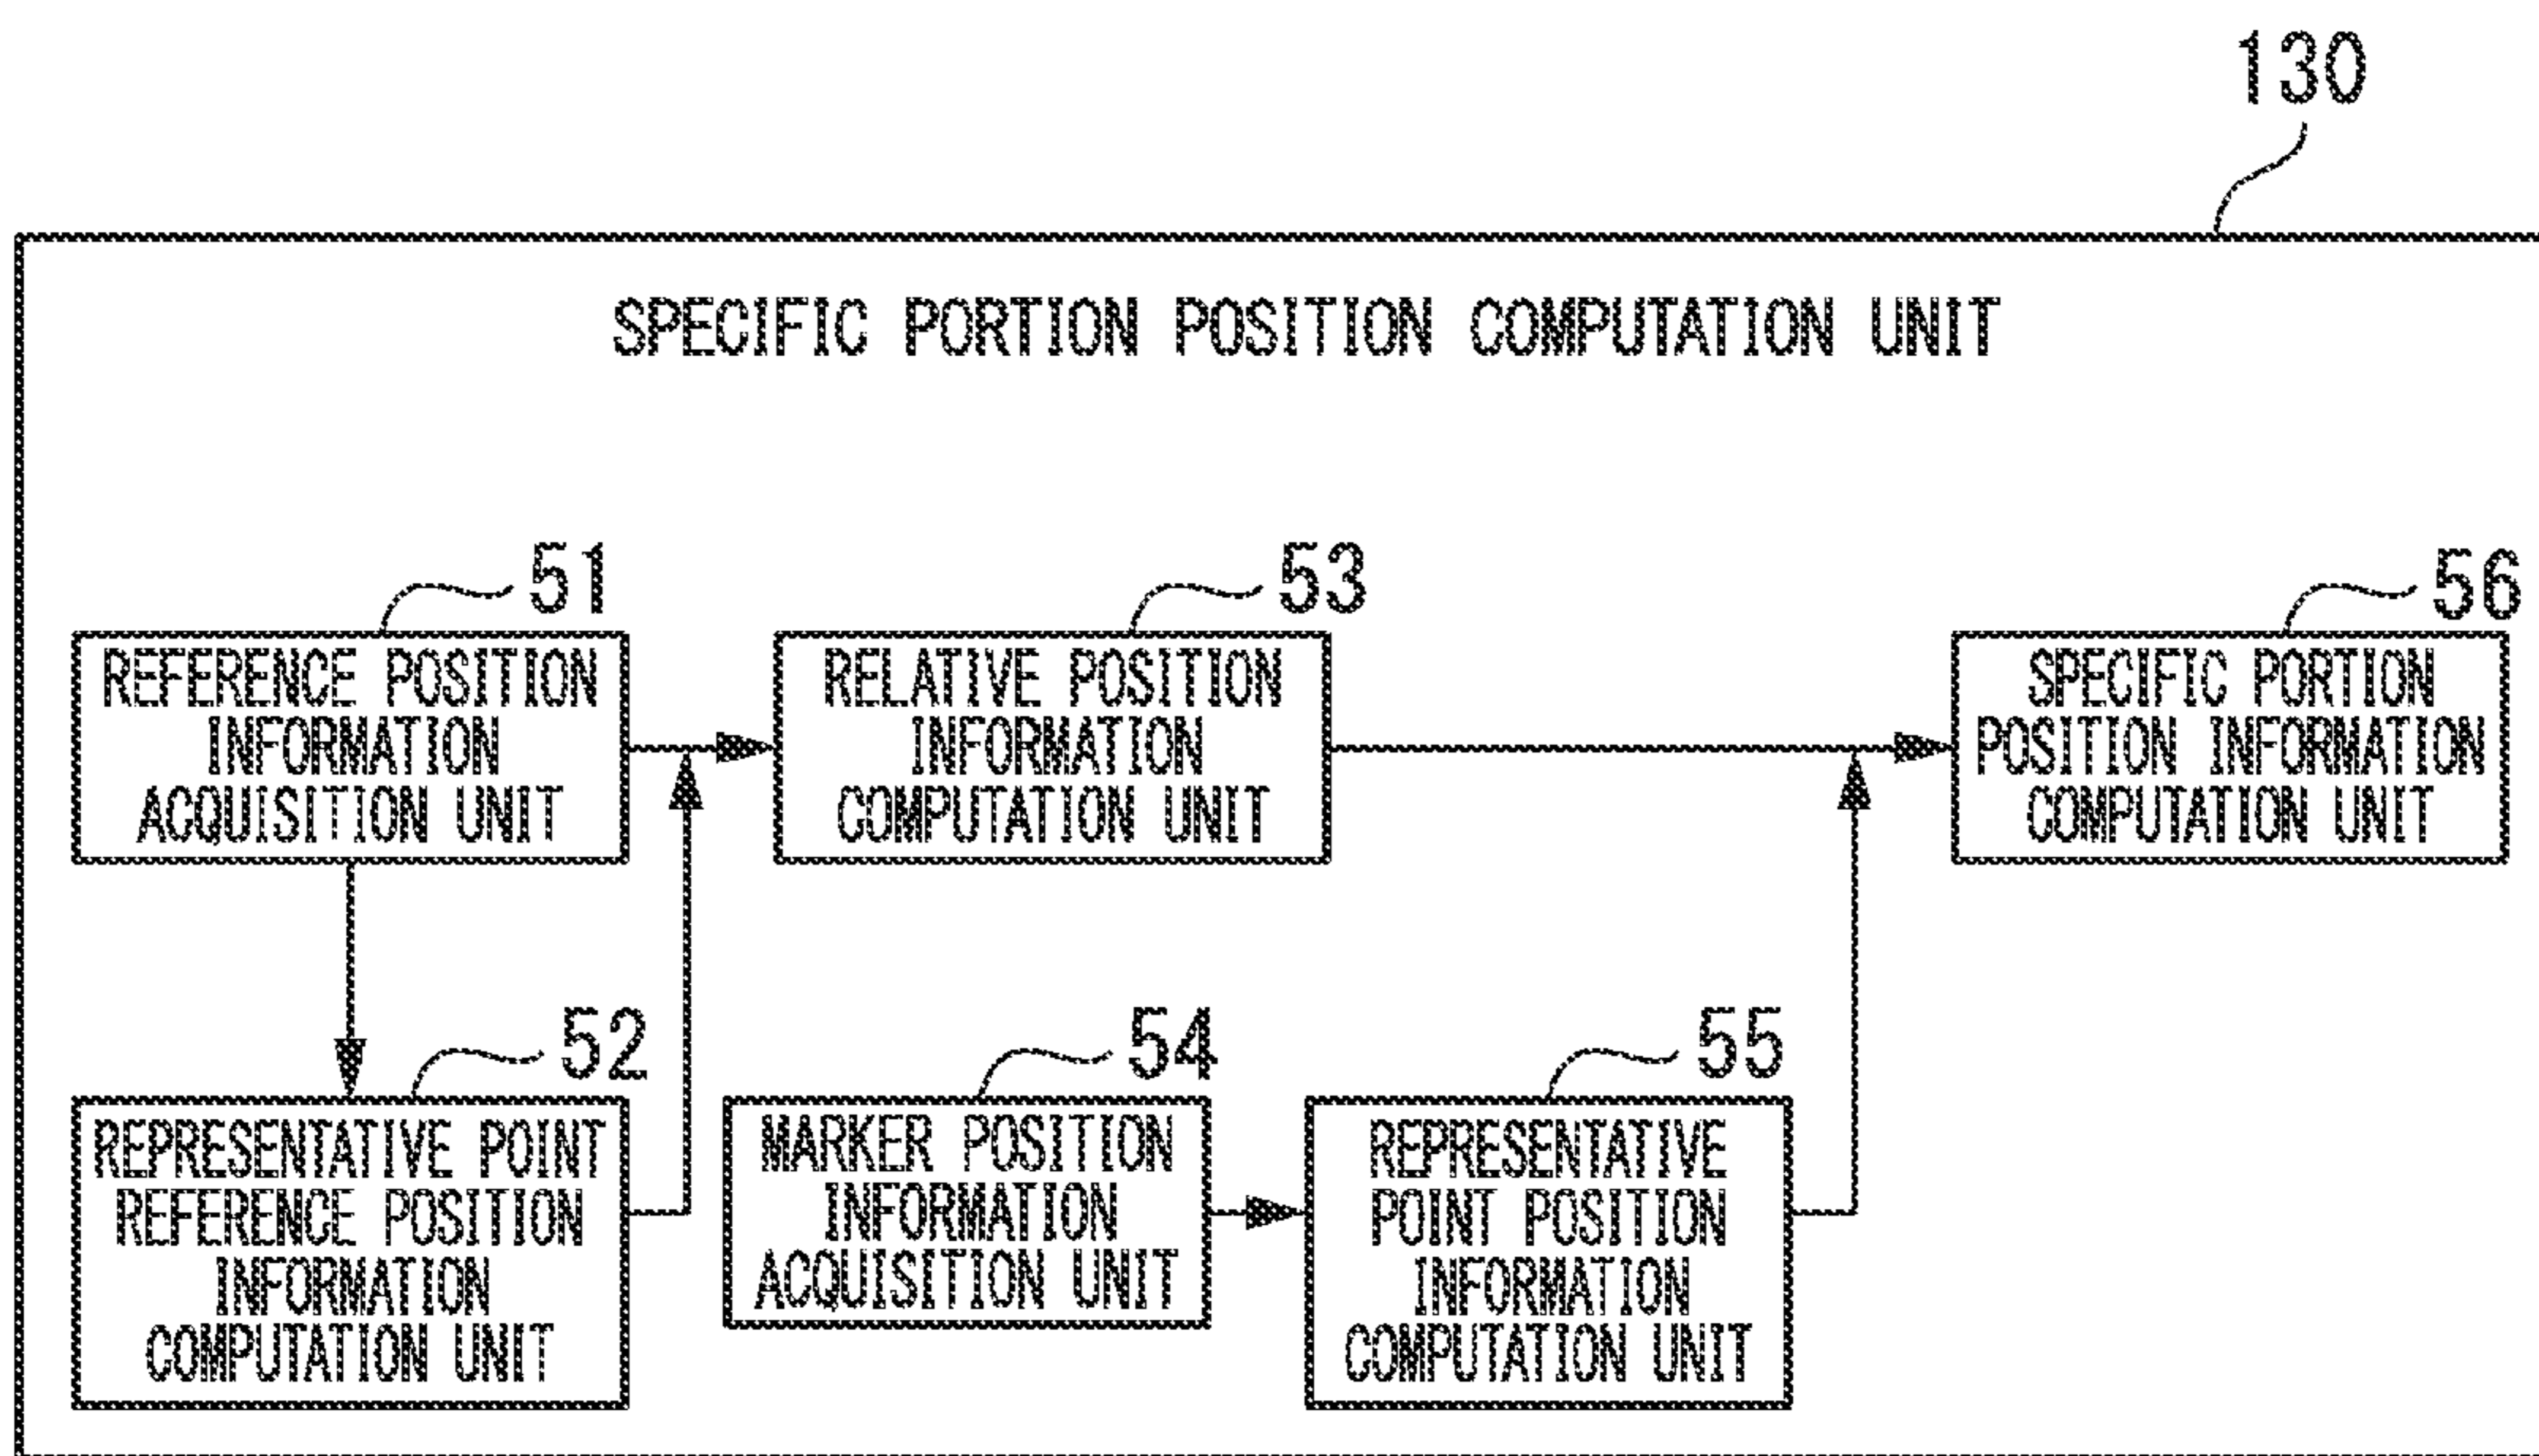 130
SPECIFIC PORTION POSITION COMPUTATION UNIT
51
REFERENCE POSITION
INFORMATION
ACQUISITION UNIT
53
RELATIVE POSITION
INFORMATION
COMPUTATION UNIT
56
SPECIFIC PORTION
POSITION INFORMATION
COMPUTATION UNIT
52
REPRESENTATIVE POINT
REFERENCE POSITION
INFORMATION
COMPUTATION UNIT
54
MARKER POSITION
INFORMATION
ACQUISITION UNIT
55
REPRESENTATIVE
POINT POSITION
INFORMATION
COMPUTATION UNIT